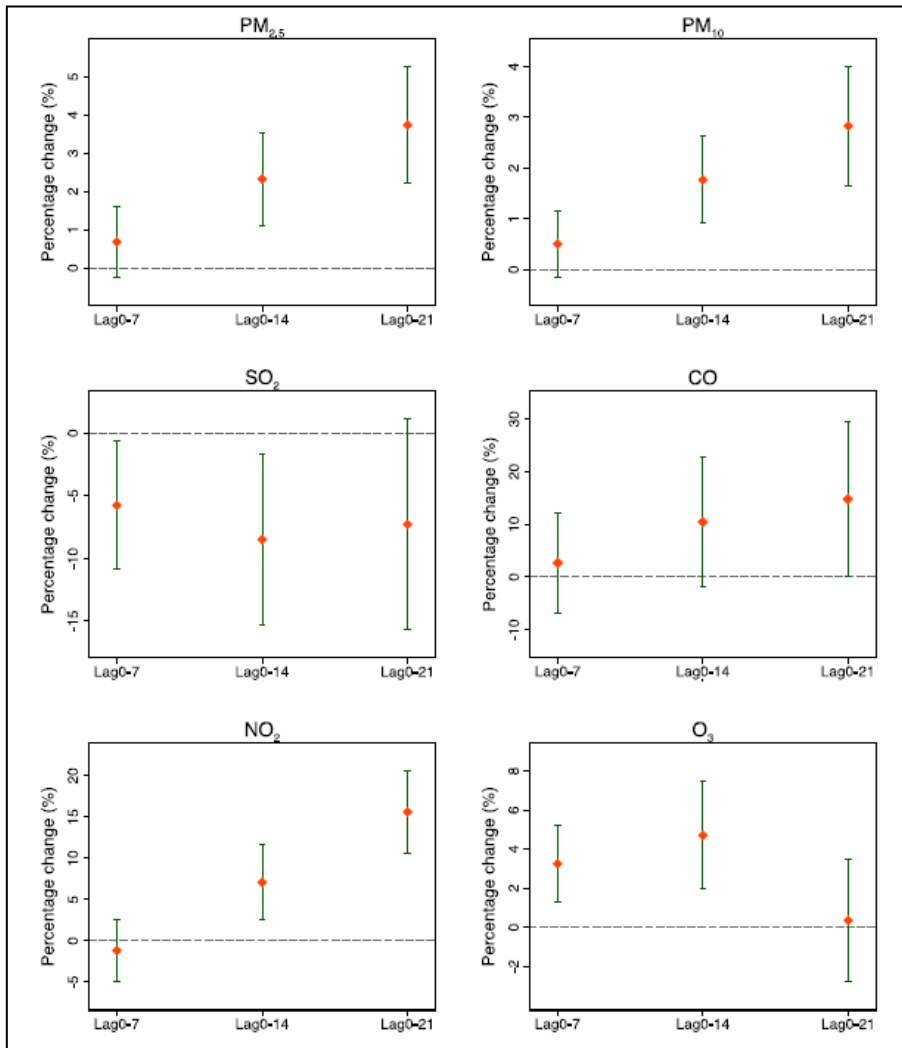 PM2.5
Percentage change (%)
5
4
3
2
1
0
Lag0-7 Lag0-14 Lag0-21
PM10
Percentage change (%)
4
3
2
1
0
Lag0-7 Lag0-14 Lag0-21
SO2
Percentage change (%)
0
-5
-10
-15
Lag0-7 Lag0-14 Lag0-21
CO
Percentage change (%)
30
20
10
0
-10
Lag0-7 Lag0-14 Lag0-21
NO2
Percentage change (%)
20
15
10
5
0
-5
Lag0-7 Lag0-14 Lag0-21
O3
Percentage change (%)
8
6
4
2
0
-2
Lag0-7 Lag0-14 Lag0-21